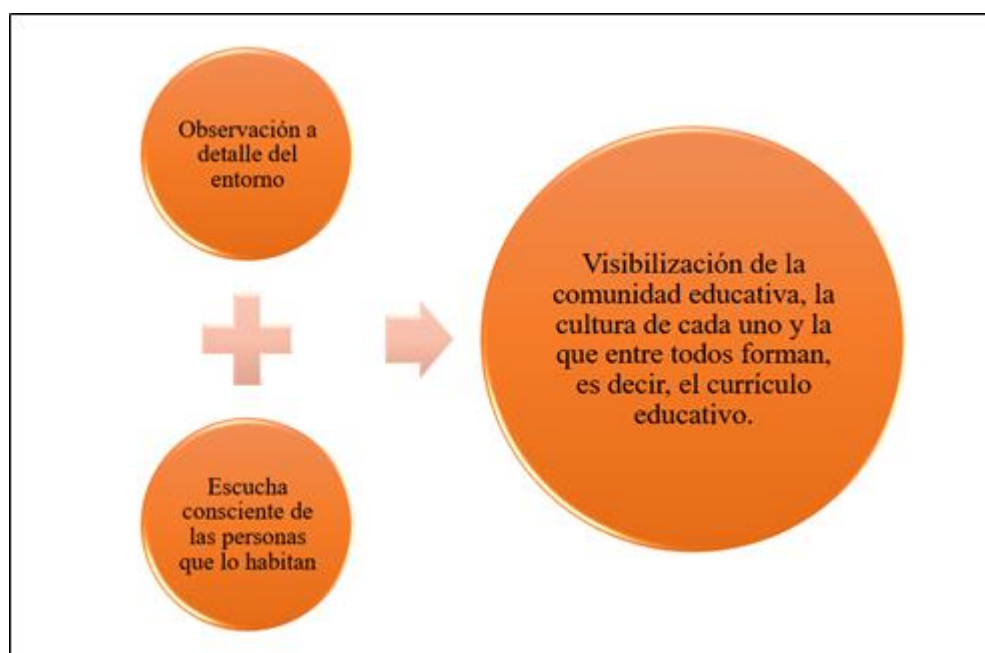 Observación a
detalle del
entorno
Escucha
consciente de
las personas
que lo habitan
Visibilización de la
comunidad educativa, la
cultura de cada uno y la
que entre todos forman,
es decir, el currículo
educativo.